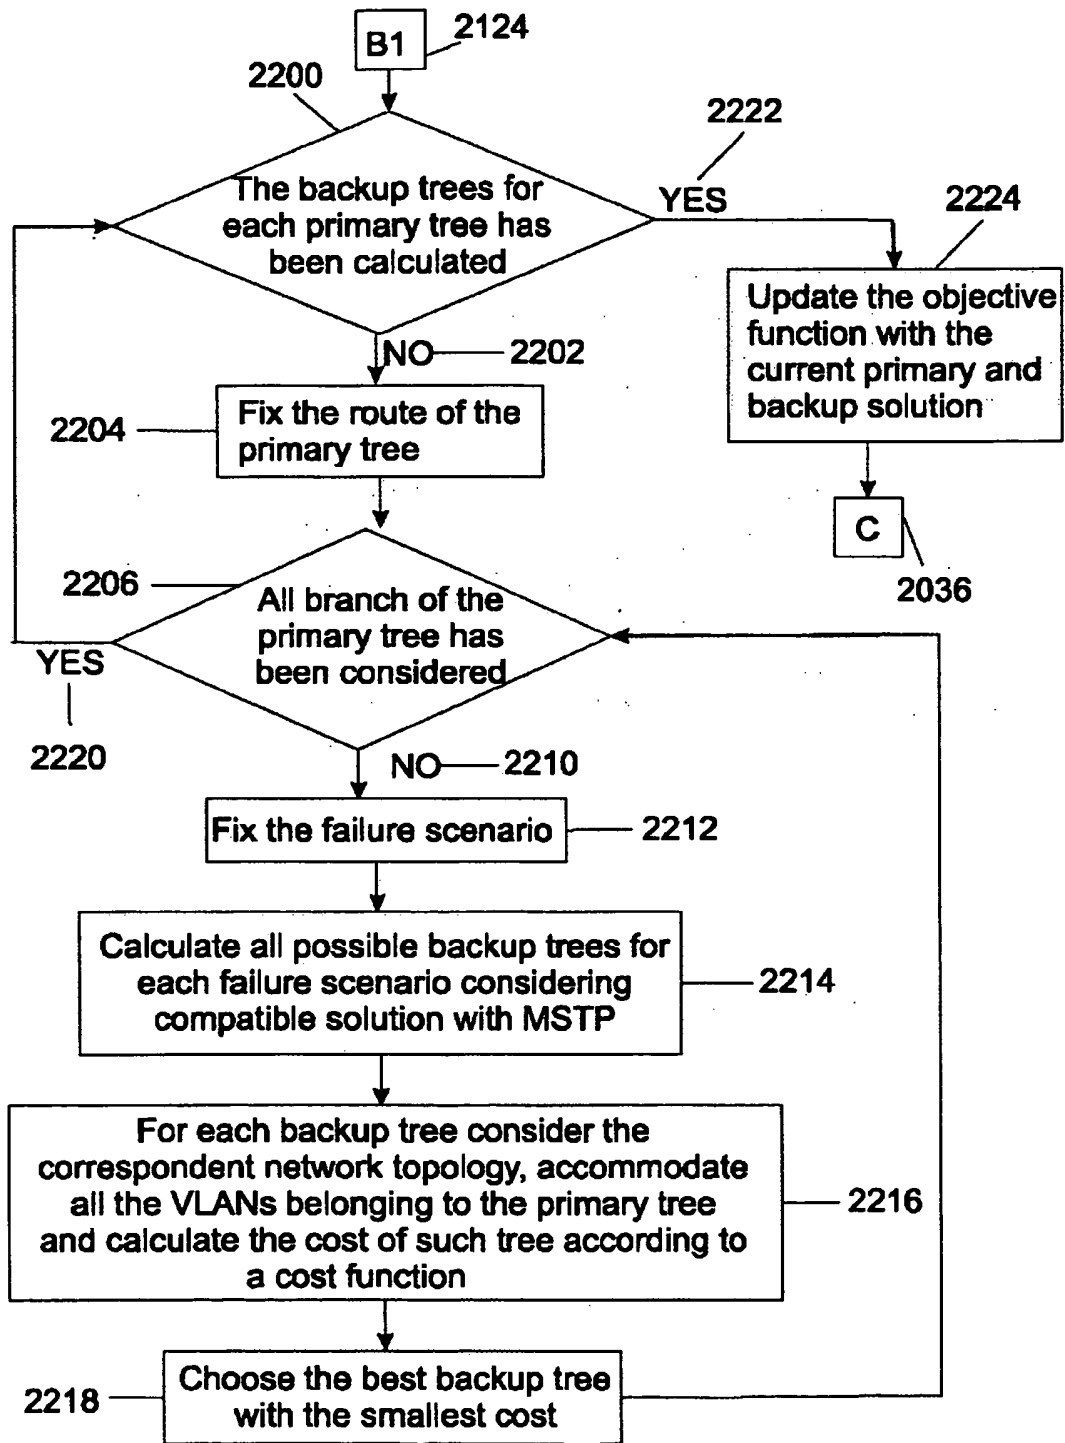 B1
2124
2200
2222
The backup trees for
each primary tree has
been calculated
YES
2224
Update the objective
function with the
current primary and
backup solution
NO
2202
2204
Fix the route of the
primary tree
C
2036
2206
All branch of the
primary tree has
been considered
YES
2220
NO
2210
Fix the failure scenario
2212
Calculate all possible backup trees for
each failure scenario considering
compatible solution with MSTP
2214
For each backup tree consider the
correspondent network topology, accommodate
all the VLANs belonging to the primary tree
and calculate the cost of such tree according to
a cost function
2216
2218
Choose the best backup tree
with the smallest cost